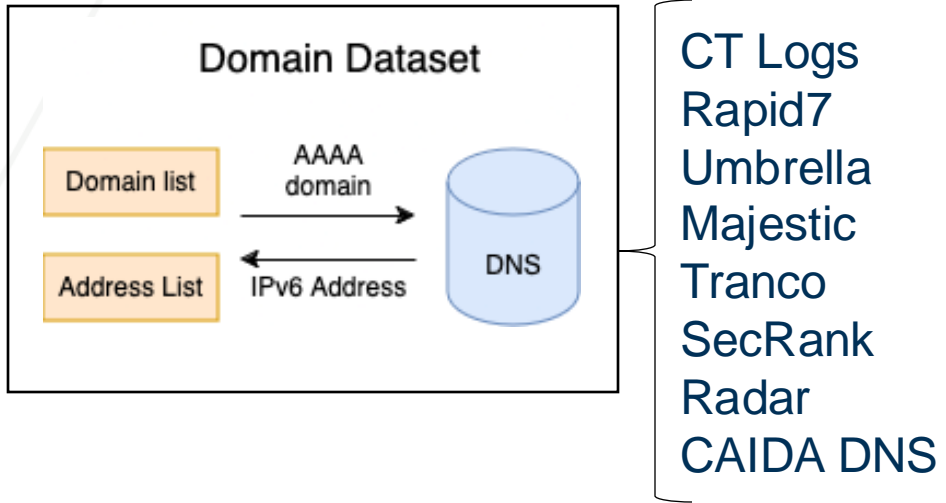 Domain Dataset
Domain list
AAAA
domain
DNS
Address List
IPv6 Address
CT Logs
Rapid7
Umbrella
Majestic
Tranco
SecRank
Radar
CAIDA DNS